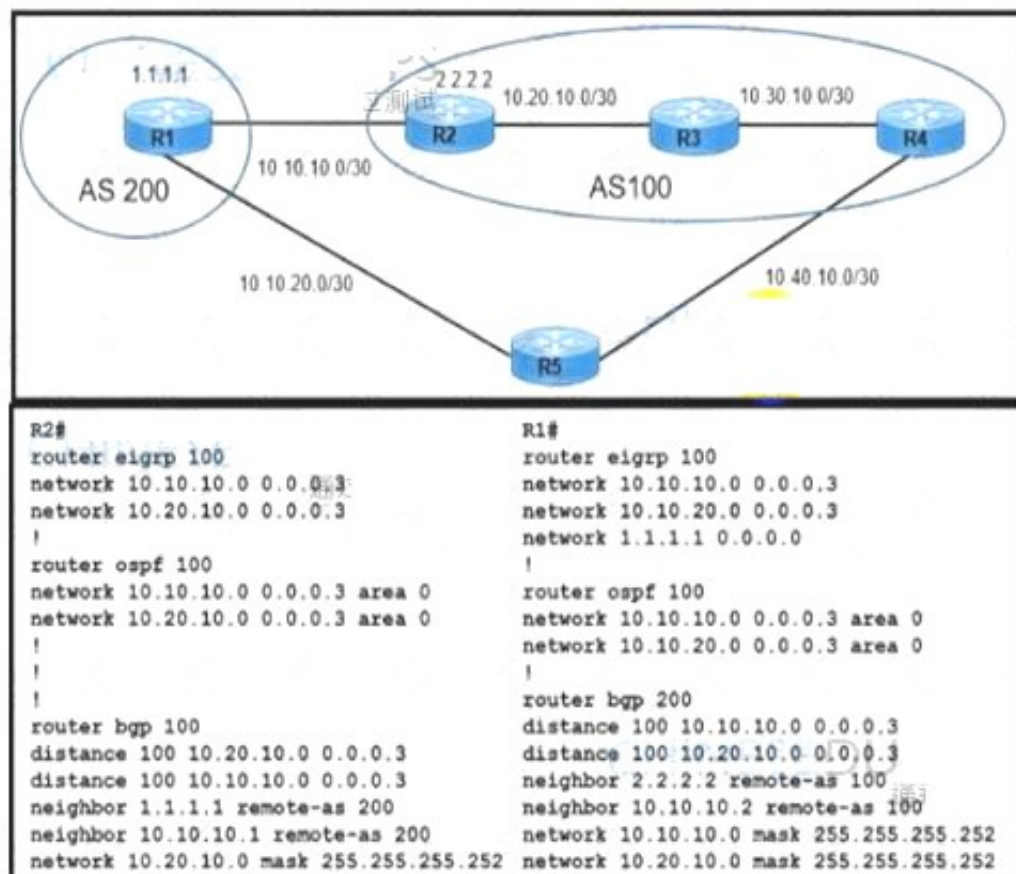 1.1.1.1
2 2 2 2
立测试
10.20.10.0/30
10 30.10 0/30
R1
R2
R3
R4
10 10.10 0/30
AS 200
AS100
10 10.20.0/30
10 40.10.0/30
R5
R2#
router eigrp 100
network 10.10.10.0 0.0.0.3
network 10.20.10.0 0.0.0.3
!
router ospf 100
network 10.10.10.0 0.0.0.3 area 0
network 10.20.10.0 0.0.0.3 area 0
!
!
!
router bgp 100
distance 100 10.20.10.0 0.0.0.3
distance 100 10.10.10.0 0.0.0.3
neighbor 1.1.1.1 remote-as 200
neighbor 10.10.10.1 remote-as 200
network 10.20.10.0 mask 255.255.255.252
R1#
router eigrp 100
network 10.10.10.0 0.0.0.3
network 10.10.20.0 0.0.0.3
network 1.1.1.1 0.0.0.0
!
router ospf 100
network 10.10.10.0 0.0.0.3 area 0
network 10.10.20.0 0.0.0.3 area 0
!
router bgp 200
distance 100 10.10.10.0 0.0.0.3
distance 100 10.20.10.0 0.0.0.3
neighbor 2.2.2.2 remote-as 100
neighbor 10.10.10.2 remote-as 100
network 10.10.10.0 mask 255.255.255.252
network 10.20.10.0 mask 255.255.255.252